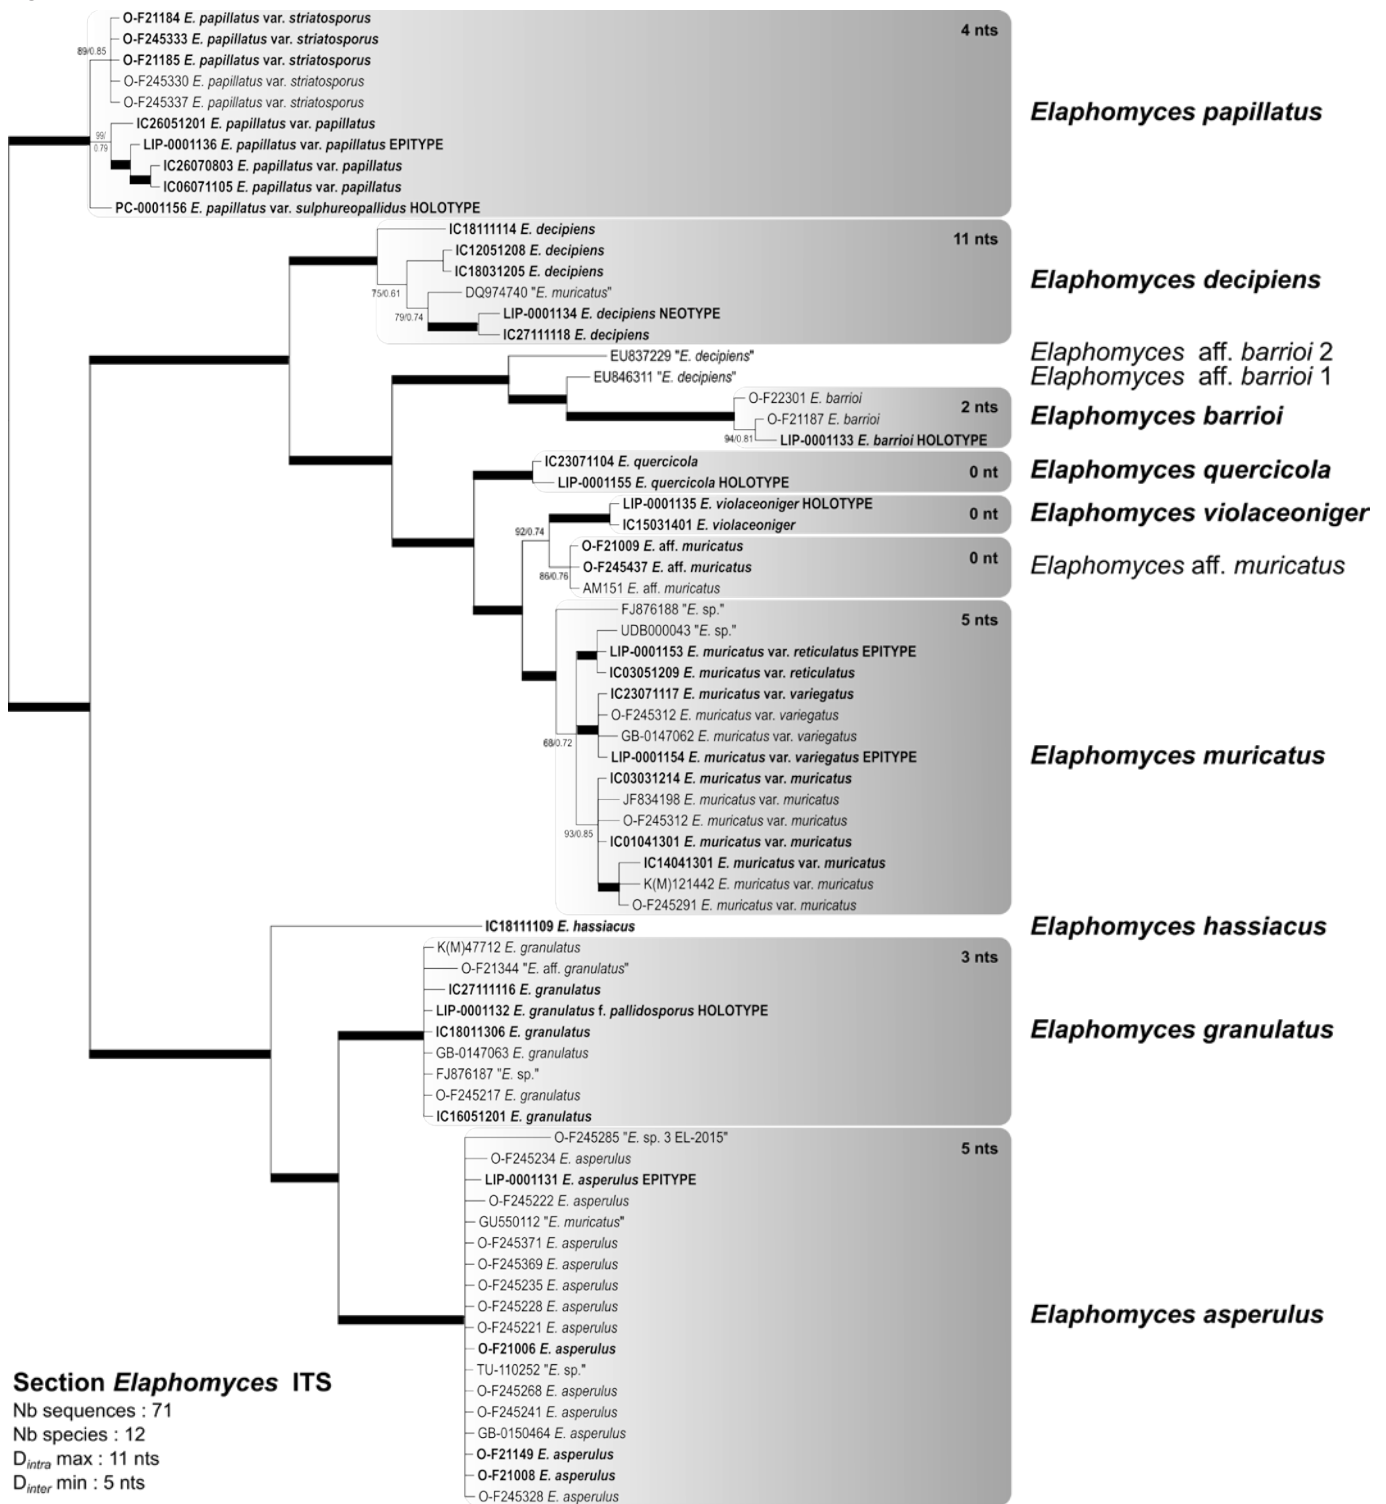 O-F21184 E. papillatus var. striatosporus
4 nts
O-F245333 E. papillatus var. striatosporus
89/0.85
O-F21185 E. papillatus var. striatosporus
O-F245330 E. papillatus var. striatosporus
O-F245337 E. papillatus var. striatosporus
Elaphomyces papillatus
IC26051201 E. papillatus var. papillatus
99/
0.79
LIP-0001136 E. papillatus var. papillatus EPITYPE
IC26070803 E. papillatus var. papillatus
IC06071105 E. papillatus var. papillatus
PC-0001156 E. papillatus var. sulphureopallidus HOLOTYPE
IC18111114 E. decipiens
11 nts
IC12051208 E. decipiens
IC18031205 E. decipiens
Elaphomyces decipiens
75/0.61
DQ974740 "E. muricatus"
79/0.74
LIP-0001134 E. decipiens NEOTYPE
IC27111118 E. decipiens
EU837229 "E. decipiens"
Elaphomyces aff. barrioi 2
EU846311 "E. decipiens"
Elaphomyces aff. barrioi 1
O-F22301 E. barrioi
2 nts
O-F21187 E. barrioi
Elaphomyces barrioi
94/0.81
LIP-0001133 E. barrioi HOLOTYPE
IC23071104 E. quercicola
0 nt
Elaphomyces quercicola
LIP-0001155 E. quercicola HOLOTYPE
LIP-0001135 E. violaceoniger HOLOTYPE
0 nt
Elaphomyces violaceoniger
IC15031401 E. violaceoniger
92/0.74
O-F21009 E. aff. muricatus
0 nt
O-F245437 E. aff. muricatus
Elaphomyces aff. muricatus
86/0.76
AM151 E. aff. muricatus
FJ876188 "E. sp."
5 nts
UDB000043 "E. sp."
LIP-0001153 E. muricatus var. reticulatus EPITYPE
IC03051209 E. muricatus var. reticulatus
IC23071117 E. muricatus var. variegatus
O-F245312 E. muricatus var. variegatus
GB-0147062 E. muricatus var. variegatus
68/0.72
LIP-0001154 E. muricatus var. variegatus EPITYPE
Elaphomyces muricatus
IC03031214 E. muricatus var. muricatus
JF834198 E. muricatus var. muricatus
O-F245312 E. muricatus var. muricatus
93/0.85
IC01041301 E. muricatus var. muricatus
IC14041301 E. muricatus var. muricatus
K(M)121442 E. muricatus var. muricatus
O-F245291 E. muricatus var. muricatus
IC18111109 E. hassiacus
Elaphomyces hassiacus
K(M)47712 E. granulatus
3 nts
O-F21344 "E. aff. granulatus"
IC27111116 E. granulatus
LIP-0001132 E. granulatus f. pallidosporus HOLOTYPE
IC18011306 E. granulatus
Elaphomyces granulatus
GB-0147063 E. granulatus
FJ876187 "E. sp."
O-F245217 E. granulatus
IC16051201 E. granulatus
O-F245285 "E. sp. 3 EL-2015"
5 nts
O-F245234 E. asperulus
LIP-0001131 E. asperulus EPITYPE
O-F245222 E. asperulus
GU550112 "E. muricatus"
O-F245371 E. asperulus
O-F245369 E. asperulus
O-F245235 E. asperulus
O-F245228 E. asperulus
Elaphomyces asperulus
O-F245221 E. asperulus
O-F21006 E. asperulus
TU-110252 "E. sp."
O-F245268 E. asperulus
O-F245241 E. asperulus
GB-0150464 E. asperulus
O-F21149 E. asperulus
O-F21008 E. asperulus
O-F245328 E. asperulus
Section Elaphomyces ITS
Nb sequences : 71
Nb species : 12
Dintra max : 11 nts
Dinter min : 5 nts